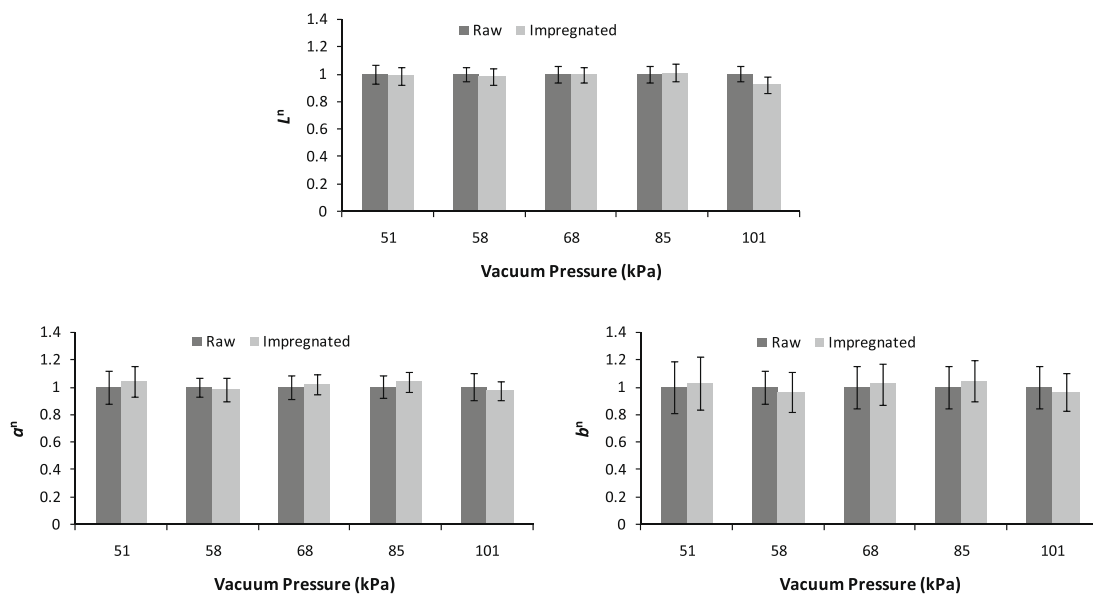 1.4
1.2
1
0.8
0.6
0.4
0.2
0
Lⁿ
Raw Impregnated
51 58 68 85 101
Vacuum Pressure (kPa)
1.4
1.2
1
0.8
0.6
0.4
0.2
0
aⁿ
Raw Impregnated
51 58 68 85 101
Vacuum Pressure (kPa)
1.4
1.2
1
0.8
0.6
0.4
0.2
0
bⁿ
Raw Impregnated
51 58 68 85 101
Vacuum Pressure (kPa)